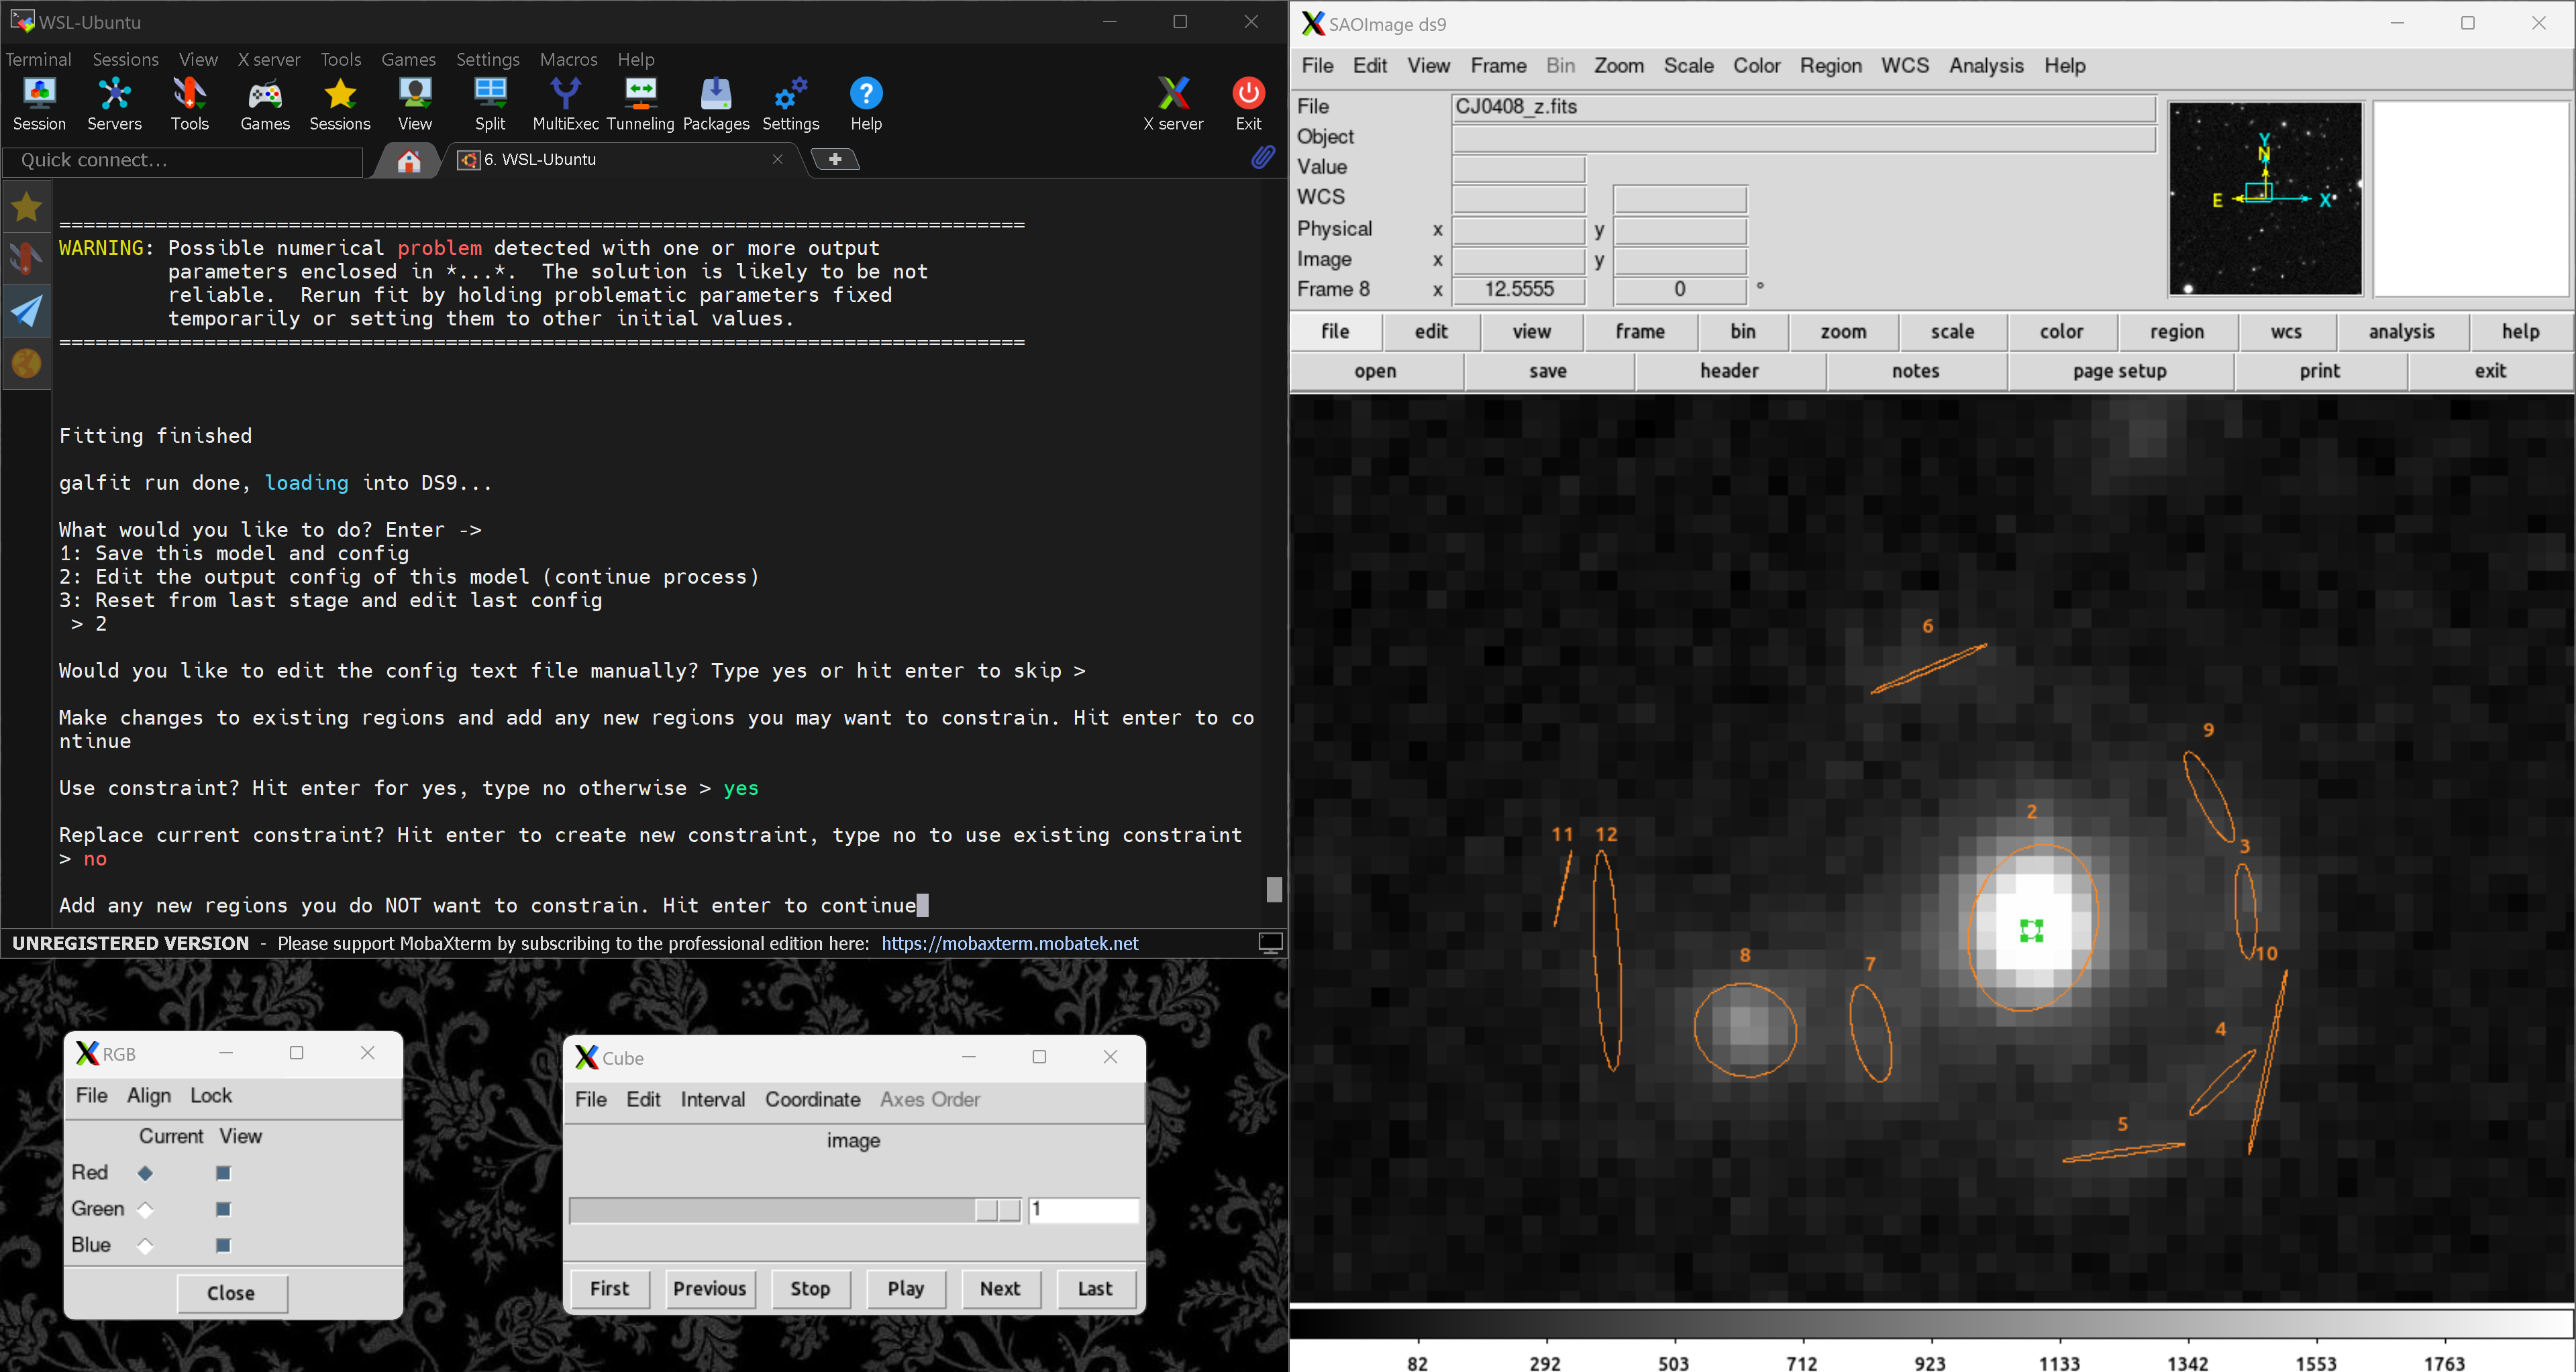 WSL-Ubuntu
Terminal Sessions View X server Tools Games Settings Macros Help
Session Servers Tools Games Sessions View Split MultiExec Tunneling Packages Settings Help X server Exit
Quick connect...
6. WSL-Ubuntu
================================================================================
WARNING: Possible numerical problem detected with one or more output
parameters enclosed in *...*. The solution is likely to be not
reliable. Rerun fit by holding problematic parameters fixed
temporarily or setting them to other initial values.
================================================================================
Fitting finished
galfit run done, loading into DS9...
What would you like to do? Enter ->
1: Save this model and config
2: Edit the output config of this model (continue process)
3: Reset from last stage and edit last config
> 2
Would you like to edit the config text file manually? Type yes or hit enter to skip >
Make changes to existing regions and add any new regions you may want to constrain. Hit enter to co
ntinue
Use constraint? Hit enter for yes, type no otherwise > yes
Replace current constraint? Hit enter to create new constraint, type no to use existing constraint
> no
Add any new regions you do NOT want to constrain. Hit enter to continue
UNREGISTERED VERSION - Please support MobaXterm by subscribing to the professional edition here: https://mobaxterm.mobatek.net
RGB
File Align Lock
Current View
Red
Green
Blue
Close
Cube
File Edit Interval Coordinate Axes Order
image
1
First Previous Stop Play Next Last
SAOImage ds9
File Edit View Frame Bin Zoom Scale Color Region WCS Analysis Help
File CJ0408_z.fits
Object
Value
WCS
Physical x y
Image x y
Frame 8 x 12.5555 0 °
Y
N
E X
file edit view frame bin zoom scale color region wcs analysis help
open save header notes page setup print exit
6
9
2
11 12
3
8
7
10
4
5
82 292 503 712 923 1133 1342 1553 1763